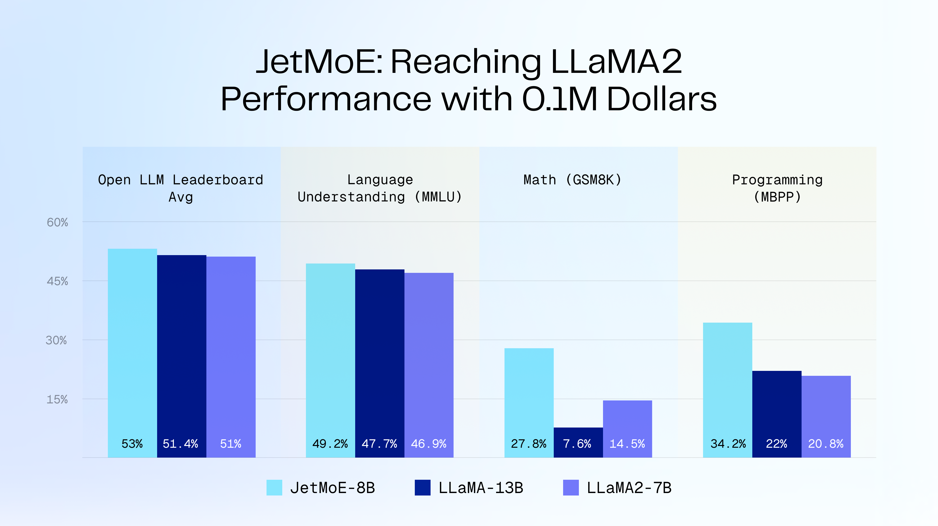 JetMoE: Reaching LLaMA2
Performance with 0.1M Dollars
Open LLM Leaderboard
Avg
Language
Understanding (MMLU)
Math (GSM8K)
Programming
(MBPP)
60%
45%
30%
15%
53% 51.4% 51%
49.2% 47.7% 46.9%
27.8% 7.6% 14.5%
34.2% 22% 20.8%
JetMoE-8B LLaMA-13B LLaMA2-7B